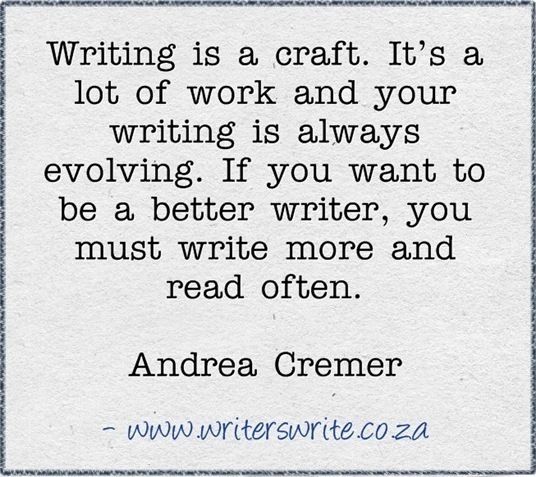 Writing is a craft. It's a
lot of work and your
writing is always
evolving. If you want to
be a better writer, you
must write more and
read often.
Andrea Cremer
- www.writerswrite.co.za